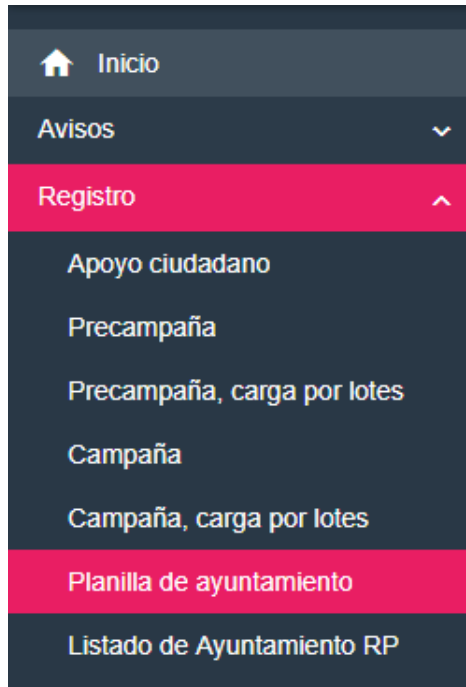 Inicio
Avisos
Registro
Apoyo ciudadano
Precampaña
Precampaña, carga por lotes
Campaña
Campaña, carga por lotes
Planilla de ayuntamiento
Listado de Ayuntamiento RP